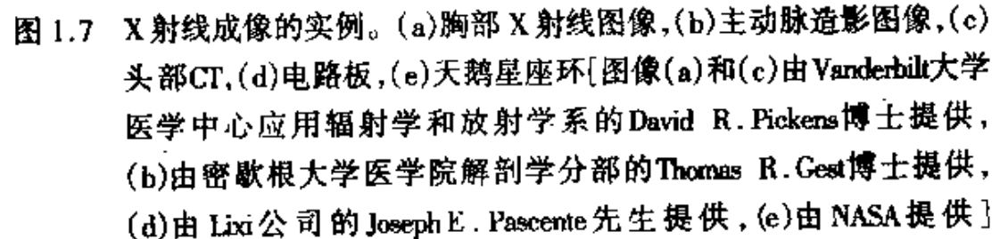 图 1.7 X 射线成像的实例。(a)胸部 X 射线图像,(b)主动脉造影图像,(c)
头部CT,(d)电路板,(e)天鹅星座环[图像(a)和(c)由Vanderbilt大学
医学中心应用辐射学和放射学系的David R.Pickens博士提供,
(b)由密歇根大学医学院解剖学分部的Thomas R.Gest博士提供,
(d)由 Lixi公司的Joseph E.Pascente先生提供,(e)由 NASA提供]